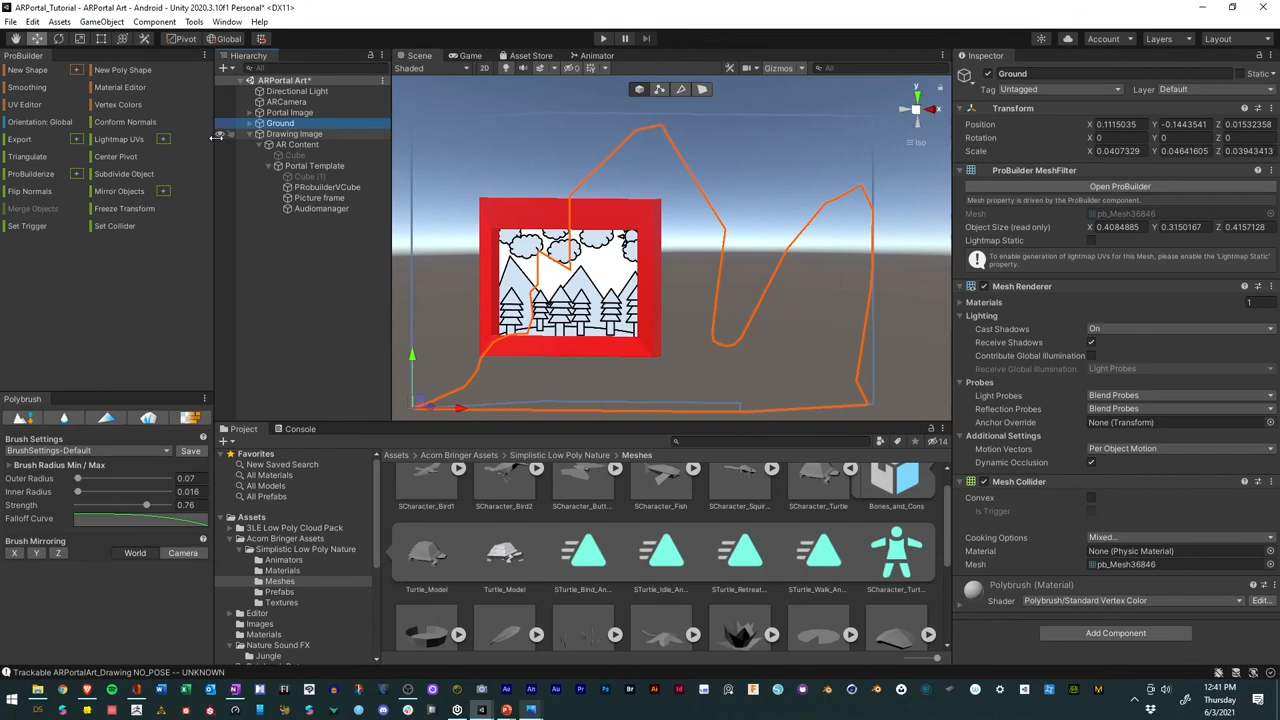 ARPortal_Tutorial - ARPortal Art - Android - Unity 2020.3.10f1 Personal* <DX11>
File Edit Assets GameObject Component Tools Window Help
Pivot Global Account Layers Layout
ProBuilder
New Shape + New Poly Shape
Smoothing Material Editor
UV Editor Vertex Colors
Orientation: Global Conform Normals
Export + Lightmap UVs +
Triangulate Center Pivot
ProBuilderize + Subdivide Object
Flip Normals Mirror Objects +
Merge Objects Freeze Transform
Set Trigger Set Collider
Polybrush
Brush Settings
BrushSettings-Default Save
Brush Radius Min / Max
Outer Radius 0.07
Inner Radius 0.016
Strength 0.76
Falloff Curve
Brush Mirroring
X Y Z World Camera
Hierarchy
All
ARPortal Art*
Directional Light
ARCamera
Portal Image
Ground
Drawing Image
AR Content
Cube
Portal Template
Cube (1)
PRobuilderVCube
Picture frame
Audiomanager
Scene Game Asset Store Animator
Shaded 2D 0 Gizmos All
y
x
Iso
Project Console
14
Favorites
New Saved Search
All Materials
All Models
All Prefabs
Assets
3LE Low Poly Cloud Pack
Acorn Bringer Assets
Simplistic Low Poly Nature
Animators
Materials
Meshes
Prefabs
Textures
Editor
Images
Materials
Nature Sound FX
Jungle
Assets > Acorn Bringer Assets > Simplistic Low Poly Nature > Meshes
SCharacter_Bird1 SCharacter_Bird2 SCharacter_Butt... SCharacter_Fish SCharacter_Squir... SCharacter_Turtle Bones_and_Cons
Turtle_Model Turtle_Model STurtle_Bind_An... STurtle_Idle_An... STurtle_Retreat... STurtle_Walk_An... SCharacter_Turt...
Inspector
Ground Static
Tag Untagged Layer Default
Transform
Position X 0.1115035 Y -0.1443541 Z 0.01532358
Rotation X 0 Y 0 Z 0
Scale X 0.0407329 Y 0.04641605 Z 0.03943413
ProBuilder MeshFilter
Open ProBuilder
Mesh property is driven by the ProBuilder component.
Mesh pb_Mesh36846
Object Size (read only) X 0.4084885 Y 0.3150167 Z 0.4157128
Lightmap Static
To enable generation of lightmap UVs for this Mesh, please enable the 'Lightmap Static' property.
Mesh Renderer
Materials 1
Lighting
Cast Shadows On
Receive Shadows
Contribute Global Illumination
Receive Global Illumination Light Probes
Probes
Light Probes Blend Probes
Reflection Probes Blend Probes
Anchor Override None (Transform)
Additional Settings
Motion Vectors Per Object Motion
Dynamic Occlusion
Mesh Collider
Convex
Is Trigger
Cooking Options Mixed...
Material None (Physic Material)
Mesh pb_Mesh36846
Polybrush (Material)
Shader Polybrush/Standard Vertex Color Edit...
Add Component
Trackable ARPortalArt_Drawing NO_POSE -- UNKNOWN
12:41 PM
Thursday
6/3/2021